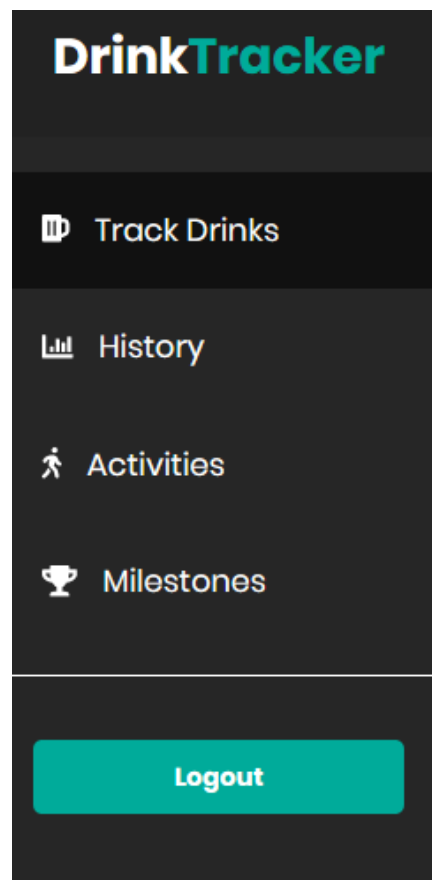 DrinkTracker
Track Drinks
History
Activities
Milestones
Logout